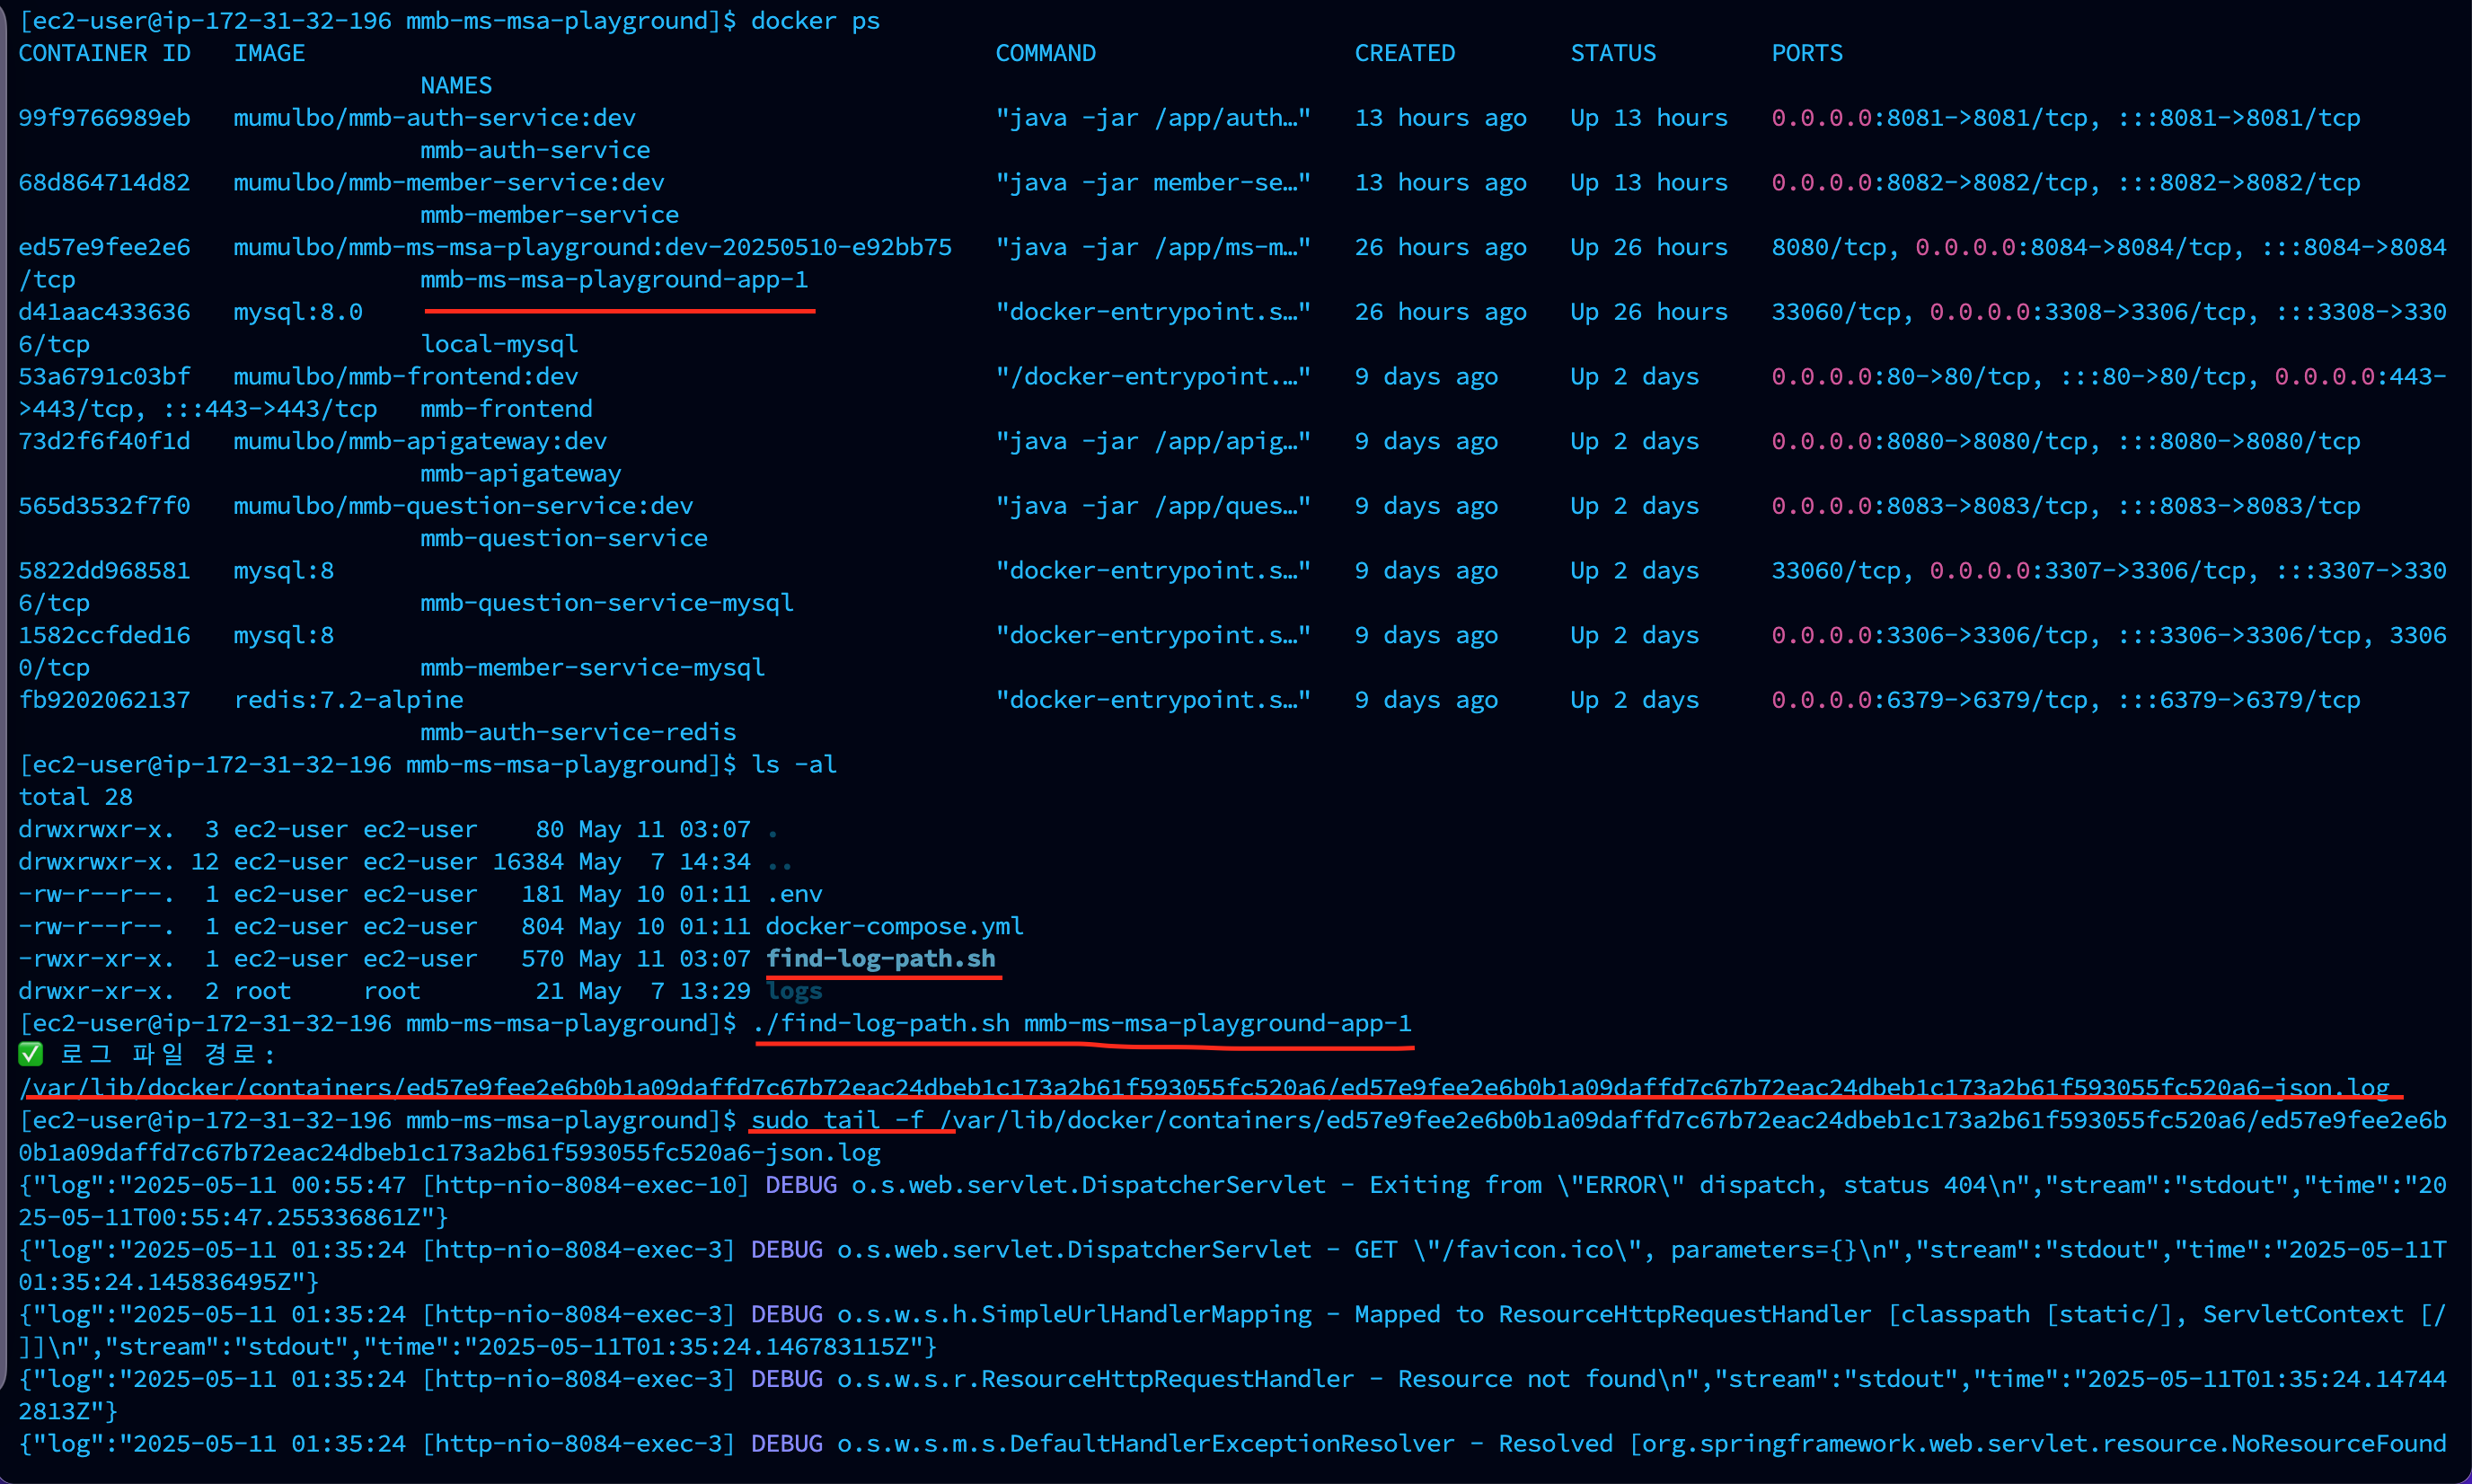 [ec2-user@ip-172-31-32-196 mmb-ms-msa-playground]$ docker ps
CONTAINER ID   IMAGE                                                COMMAND                  CREATED        STATUS        PORTS
                            NAMES
99f9766989eb   mumulbo/mmb-auth-service:dev                         "java -jar /app/auth…"   13 hours ago   Up 13 hours   0.0.0.0:8081->8081/tcp, :::8081->8081/tcp
                            mmb-auth-service
68d864714d82   mumulbo/mmb-member-service:dev                       "java -jar member-se…"   13 hours ago   Up 13 hours   0.0.0.0:8082->8082/tcp, :::8082->8082/tcp
                            mmb-member-service
ed57e9fee2e6   mumulbo/mmb-ms-msa-playground:dev-20250510-e92bb75   "java -jar /app/ms-m…"   26 hours ago   Up 26 hours   8080/tcp, 0.0.0.0:8084->8084/tcp, :::8084->8084
/tcp                        mmb-ms-msa-playground-app-1
d41aac433636   mysql:8.0                                            "docker-entrypoint.s…"   26 hours ago   Up 26 hours   33060/tcp, 0.0.0.0:3308->3306/tcp, :::3308->330
6/tcp                       local-mysql
53a6791c03bf   mumulbo/mmb-frontend:dev                             "/docker-entrypoint.…"   9 days ago     Up 2 days     0.0.0.0:80->80/tcp, :::80->80/tcp, 0.0.0.0:443-
>443/tcp, :::443->443/tcp   mmb-frontend
73d2f6f40f1d   mumulbo/mmb-apigateway:dev                           "java -jar /app/apig…"   9 days ago     Up 2 days     0.0.0.0:8080->8080/tcp, :::8080->8080/tcp
                            mmb-apigateway
565d3532f7f0   mumulbo/mmb-question-service:dev                     "java -jar /app/ques…"   9 days ago     Up 2 days     0.0.0.0:8083->8083/tcp, :::8083->8083/tcp
                            mmb-question-service
5822dd968581   mysql:8                                              "docker-entrypoint.s…"   9 days ago     Up 2 days     33060/tcp, 0.0.0.0:3307->3306/tcp, :::3307->330
6/tcp                       mmb-question-service-mysql
1582ccfded16   mysql:8                                              "docker-entrypoint.s…"   9 days ago     Up 2 days     0.0.0.0:3306->3306/tcp, :::3306->3306/tcp, 3306
0/tcp                       mmb-member-service-mysql
fb9202062137   redis:7.2-alpine                                     "docker-entrypoint.s…"   9 days ago     Up 2 days     0.0.0.0:6379->6379/tcp, :::6379->6379/tcp
                            mmb-auth-service-redis
[ec2-user@ip-172-31-32-196 mmb-ms-msa-playground]$ ls -al
total 28
drwxrwxr-x.  3 ec2-user ec2-user    80 May 11 03:07 .
drwxrwxr-x. 12 ec2-user ec2-user 16384 May  7 14:34 ..
-rw-r--r--.  1 ec2-user ec2-user   181 May 10 01:11 .env
-rw-r--r--.  1 ec2-user ec2-user   804 May 10 01:11 docker-compose.yml
-rwxr-xr-x.  1 ec2-user ec2-user   570 May 11 03:07 find-log-path.sh
drwxr-xr-x.  2 root     root        21 May  7 13:29 logs
[ec2-user@ip-172-31-32-196 mmb-ms-msa-playground]$ ./find-log-path.sh mmb-ms-msa-playground-app-1
✅ 로그 파일 경로:
/var/lib/docker/containers/ed57e9fee2e6b0b1a09daffd7c67b72eac24dbeb1c173a2b61f593055fc520a6/ed57e9fee2e6b0b1a09daffd7c67b72eac24dbeb1c173a2b61f593055fc520a6-json.log
[ec2-user@ip-172-31-32-196 mmb-ms-msa-playground]$ sudo tail -f /var/lib/docker/containers/ed57e9fee2e6b0b1a09daffd7c67b72eac24dbeb1c173a2b61f593055fc520a6/ed57e9fee2e6b
0b1a09daffd7c67b72eac24dbeb1c173a2b61f593055fc520a6-json.log
{"log":"2025-05-11 00:55:47 [http-nio-8084-exec-10] DEBUG o.s.web.servlet.DispatcherServlet - Exiting from \"ERROR\" dispatch, status 404\n","stream":"stdout","time":"20
25-05-11T00:55:47.255336861Z"}
{"log":"2025-05-11 01:35:24 [http-nio-8084-exec-3] DEBUG o.s.web.servlet.DispatcherServlet - GET \"/favicon.ico\", parameters={}\n","stream":"stdout","time":"2025-05-11T
01:35:24.145836495Z"}
{"log":"2025-05-11 01:35:24 [http-nio-8084-exec-3] DEBUG o.s.w.s.h.SimpleUrlHandlerMapping - Mapped to ResourceHttpRequestHandler [classpath [static/], ServletContext [/
]]\n","stream":"stdout","time":"2025-05-11T01:35:24.146783115Z"}
{"log":"2025-05-11 01:35:24 [http-nio-8084-exec-3] DEBUG o.s.w.s.r.ResourceHttpRequestHandler - Resource not found\n","stream":"stdout","time":"2025-05-11T01:35:24.14744
2813Z"}
{"log":"2025-05-11 01:35:24 [http-nio-8084-exec-3] DEBUG o.s.w.s.m.s.DefaultHandlerExceptionResolver - Resolved [org.springframework.web.servlet.resource.NoResourceFound